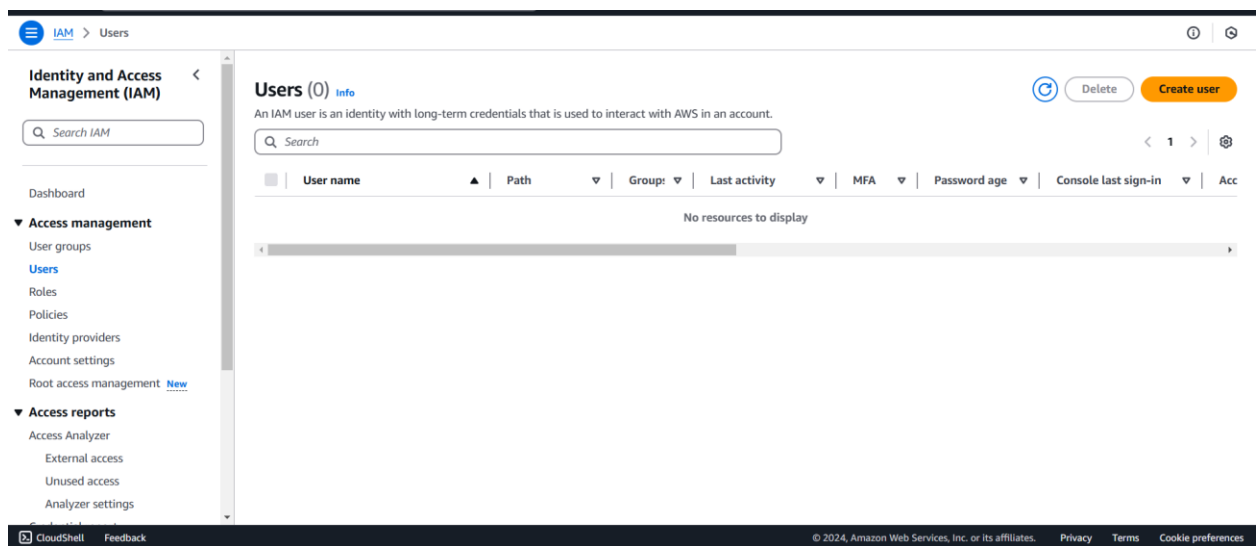 IAM > Users
Identity and Access Management (IAM)
Search IAM
Dashboard
Access management
User groups
Users
Roles
Policies
Identity providers
Account settings
Root access management New
Access reports
Access Analyzer
External access
Unused access
Analyzer settings
Users (0) Info
Delete
Create user
An IAM user is an identity with long-term credentials that is used to interact with AWS in an account.
Search
< 1 >
User name Path Group: Last activity MFA Password age Console last sign-in Acc
No resources to display
CloudShell Feedback © 2024, Amazon Web Services, Inc. or its affiliates. Privacy Terms Cookie preferences